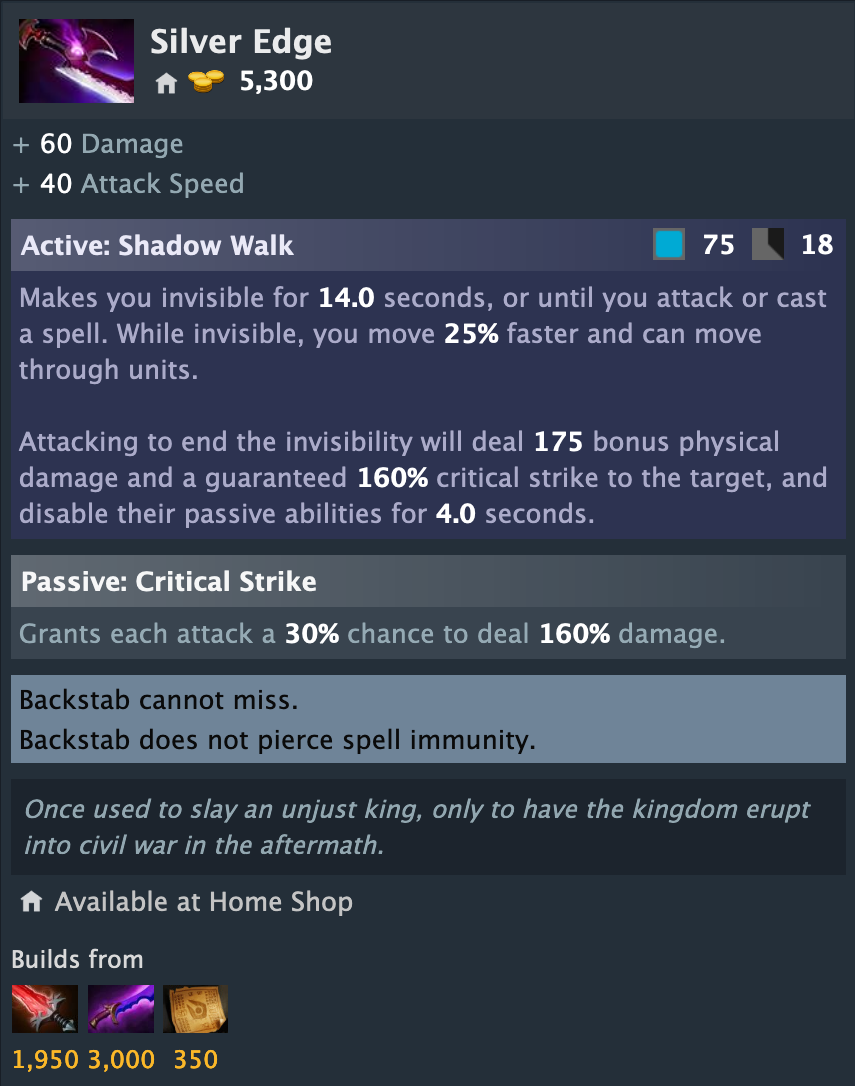 Silver Edge
5,300
+ 60 Damage
+ 40 Attack Speed
Active: Shadow Walk 75 18
Makes you invisible for 14.0 seconds, or until you attack or cast
a spell. While invisible, you move 25% faster and can move
through units.
Attacking to end the invisibility will deal 175 bonus physical
damage and a guaranteed 160% critical strike to the target, and
disable their passive abilities for 4.0 seconds.
Passive: Critical Strike
Grants each attack a 30% chance to deal 160% damage.
Backstab cannot miss.
Backstab does not pierce spell immunity.
Once used to slay an unjust king, only to have the kingdom erupt
into civil war in the aftermath.
Available at Home Shop
Builds from
1,950 3,000 350